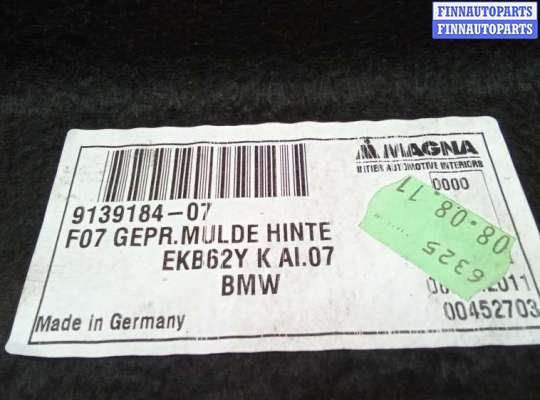 FINNAUTOPARTS
FINNAUTOPARTS
MAGNA
INTIER AUTOMOTIVE INTERIORS
0000
9139184-07
F07 GEPR.MULDE HINTE
EKB62Y K AI.07
BMW
08-08.11
6325
2011
00452703
Made in Germany